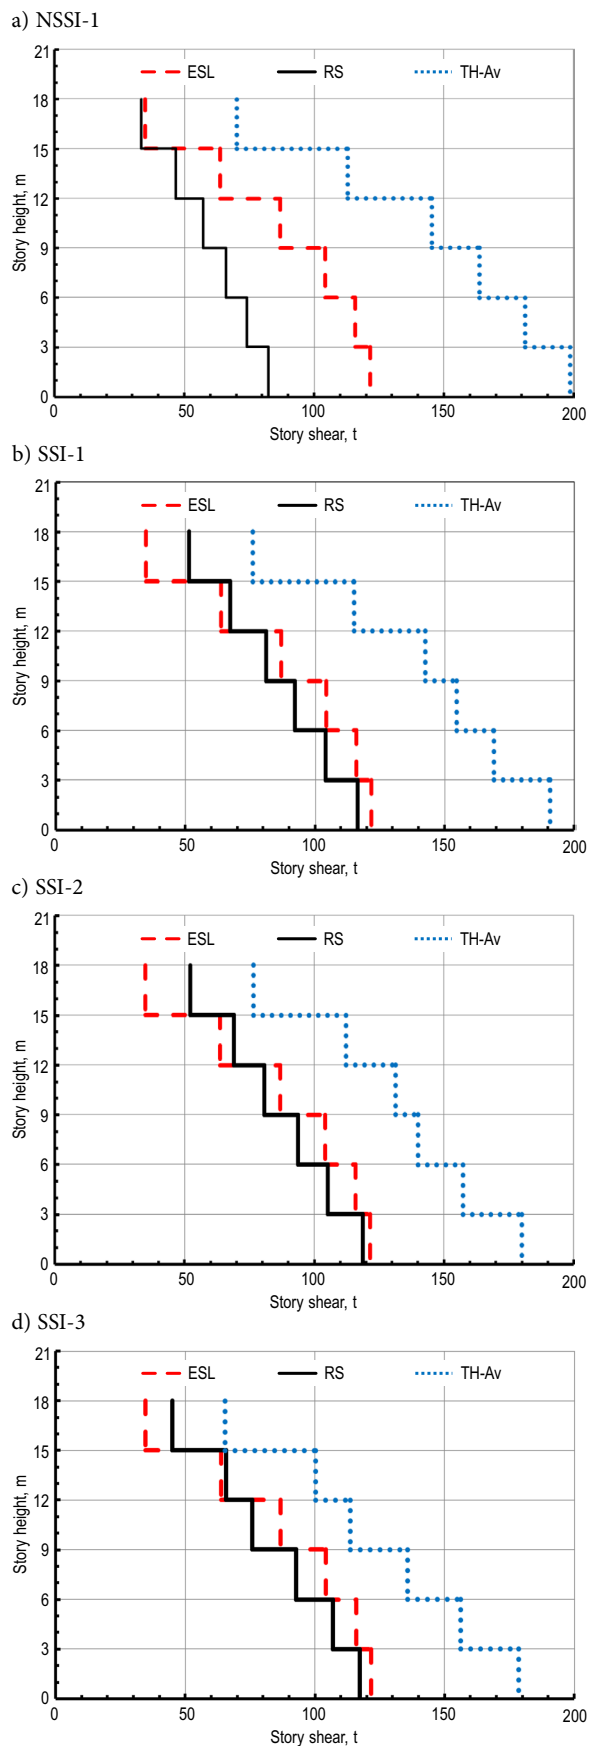 a) NSSI-1
21
ESL RS TH-Av
18
15
12
9
6
3
0
Story height, m
0 50 100 150 200
Story shear, t
b) SSI-1
21
ESL RS TH-Av
18
15
12
9
6
3
0
Story height, m
0 50 100 150 200
Story shear, t
c) SSI-2
21
ESL RS TH-Av
18
15
12
9
6
3
0
Story height, m
0 50 100 150 200
Story shear, t
d) SSI-3
21
ESL RS TH-Av
18
15
12
9
6
3
0
Story height, m
0 50 100 150 200
Story shear, t